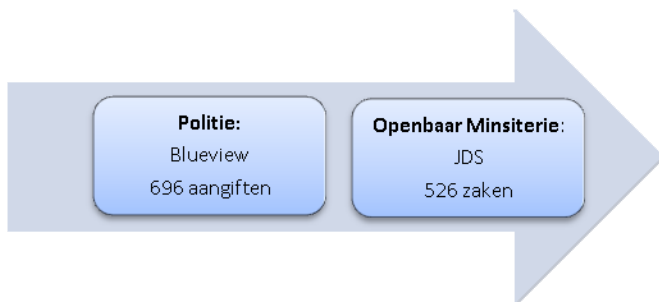 Politie:
Blueview
696 aangiften
Openbaar Minsiterie:
JDS
526 zaken